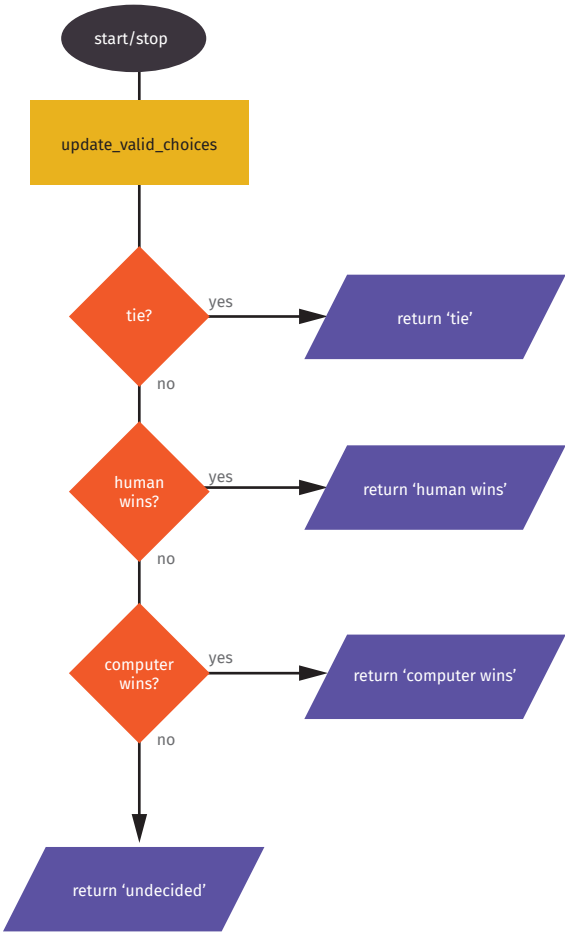 start/stop
update_valid_choices
tie?
yes
return ‘tie’
no
human
wins?
yes
return ‘human wins’
no
computer
wins?
yes
return ‘computer wins’
no
return ‘undecided’